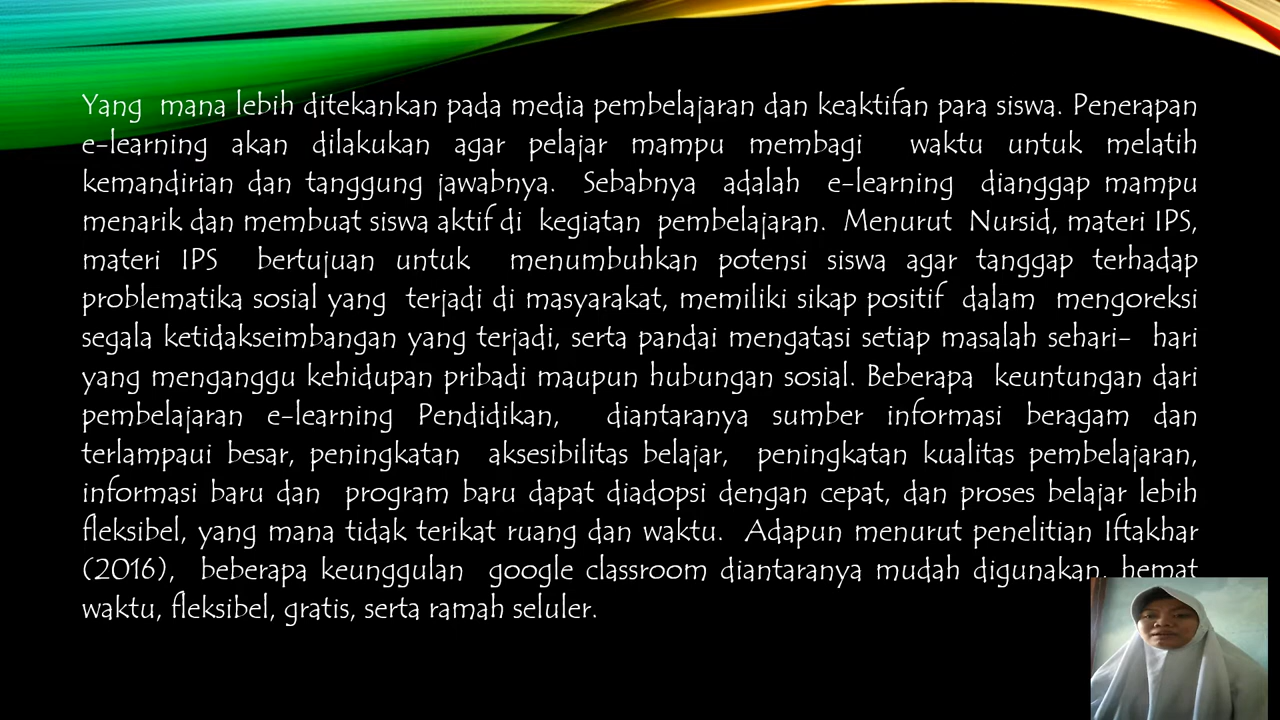 Yang mana lebih ditekankan pada media pembelajaran dan keaktifan para siswa. Penerapan
e-learning akan dilakukan agar pelajar mampu membagi waktu untuk melatih
kemandirian dan tanggung jawabnya. Sebabnya adalah e-learning dianggap mampu
menarik dan membuat siswa aktif di kegiatan pembelajaran. Menurut Nursid, materi IPS,
materi IPS bertujuan untuk menumbuhkan potensi siswa agar tanggap terhadap
problematika sosial yang terjadi di masyarakat, memiliki sikap positif dalam mengoreksi
segala ketidakseimbangan yang terjadi, serta pandai mengatasi setiap masalah sehari- hari
yang menganggu kehidupan pribadi maupun hubungan sosial. Beberapa keuntungan dari
pembelajaran e-learning Pendidikan, diantaranya sumber informasi beragam dan
terlampaui besar, peningkatan aksesibilitas belajar, peningkatan kualitas pembelajaran,
informasi baru dan program baru dapat diadopsi dengan cepat, dan proses belajar lebih
fleksibel, yang mana tidak terikat ruang dan waktu. Adapun menurut penelitian Iftakhar
(2016), beberapa keunggulan google classroom diantaranya mudah digunakan, hemat
waktu, fleksibel, gratis, serta ramah seluler.